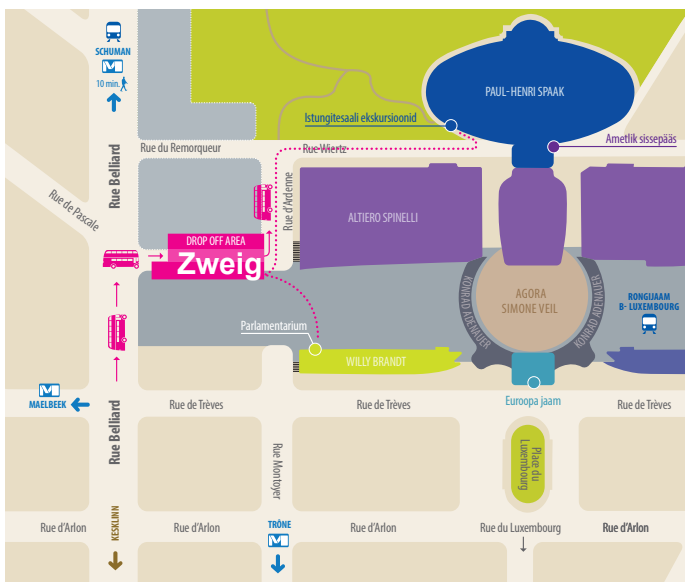 SCHUMAN
M
10 min.
PAUL-HENRI SPAAK
Istungitesaali ekskursioonid
Ametlik sissepääs
Rue du Remorqueur
Rue Wiertz
Rue Belliard
Rue de Pascale
Rue d'Ardenne
ALTIERO SPINELLI
DROP OFF AREA
Zweig
KONRAD ADENAUER
AGORA
SIMONE VEIL
KONRAD ADENAUER
RONGIJAAM
B- LUXEMBOURG
Parlamentarium
WILLY BRANDT
M
MAELBEEK
Rue de Trèves
Rue de Trèves
Euroopa jaam
Rue de Trèves
Rue Belliard
Rue Montoyer
Place du
Luxembourg
KESKLINN
Rue d'Arlon
Rue d'Arlon
TRÔNE
M
Rue d'Arlon
Rue du Luxembourg
Rue d'Arlon